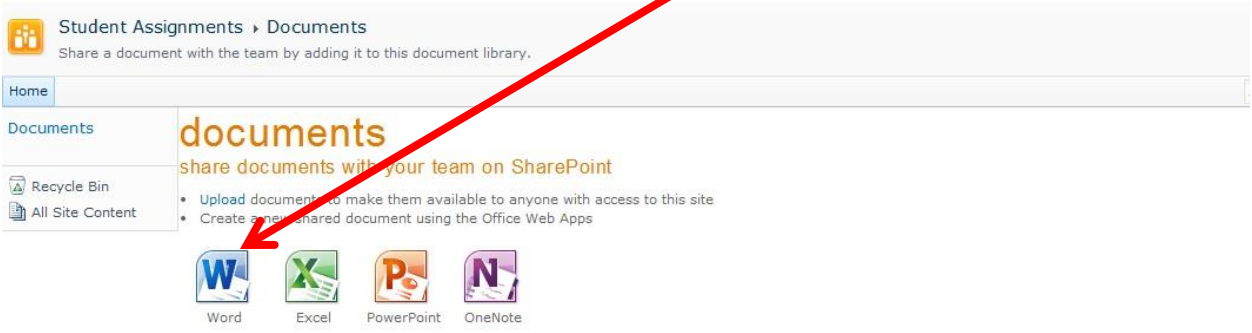 Student Assignments ▸ Documents
Share a document with the team by adding it to this document library.
Home
Documents
Recycle Bin
All Site Content
documents
share documents with your team on SharePoint
• Upload documents to make them available to anyone with access to this site
• Create a new shared document using the Office Web Apps
Word Excel PowerPoint OneNote